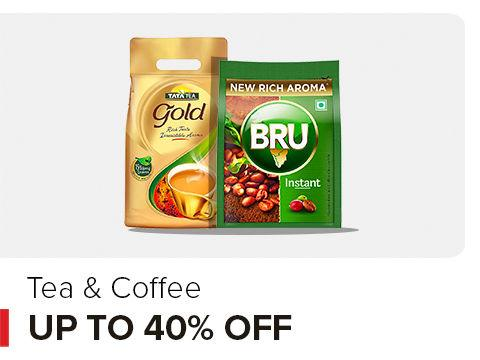 TATA TEA
Gold
Rich Taste
Irresistible Aroma
NEW RICH AROMA*
BRU
Instant
Tea & Coffee
UP TO 40% OFF